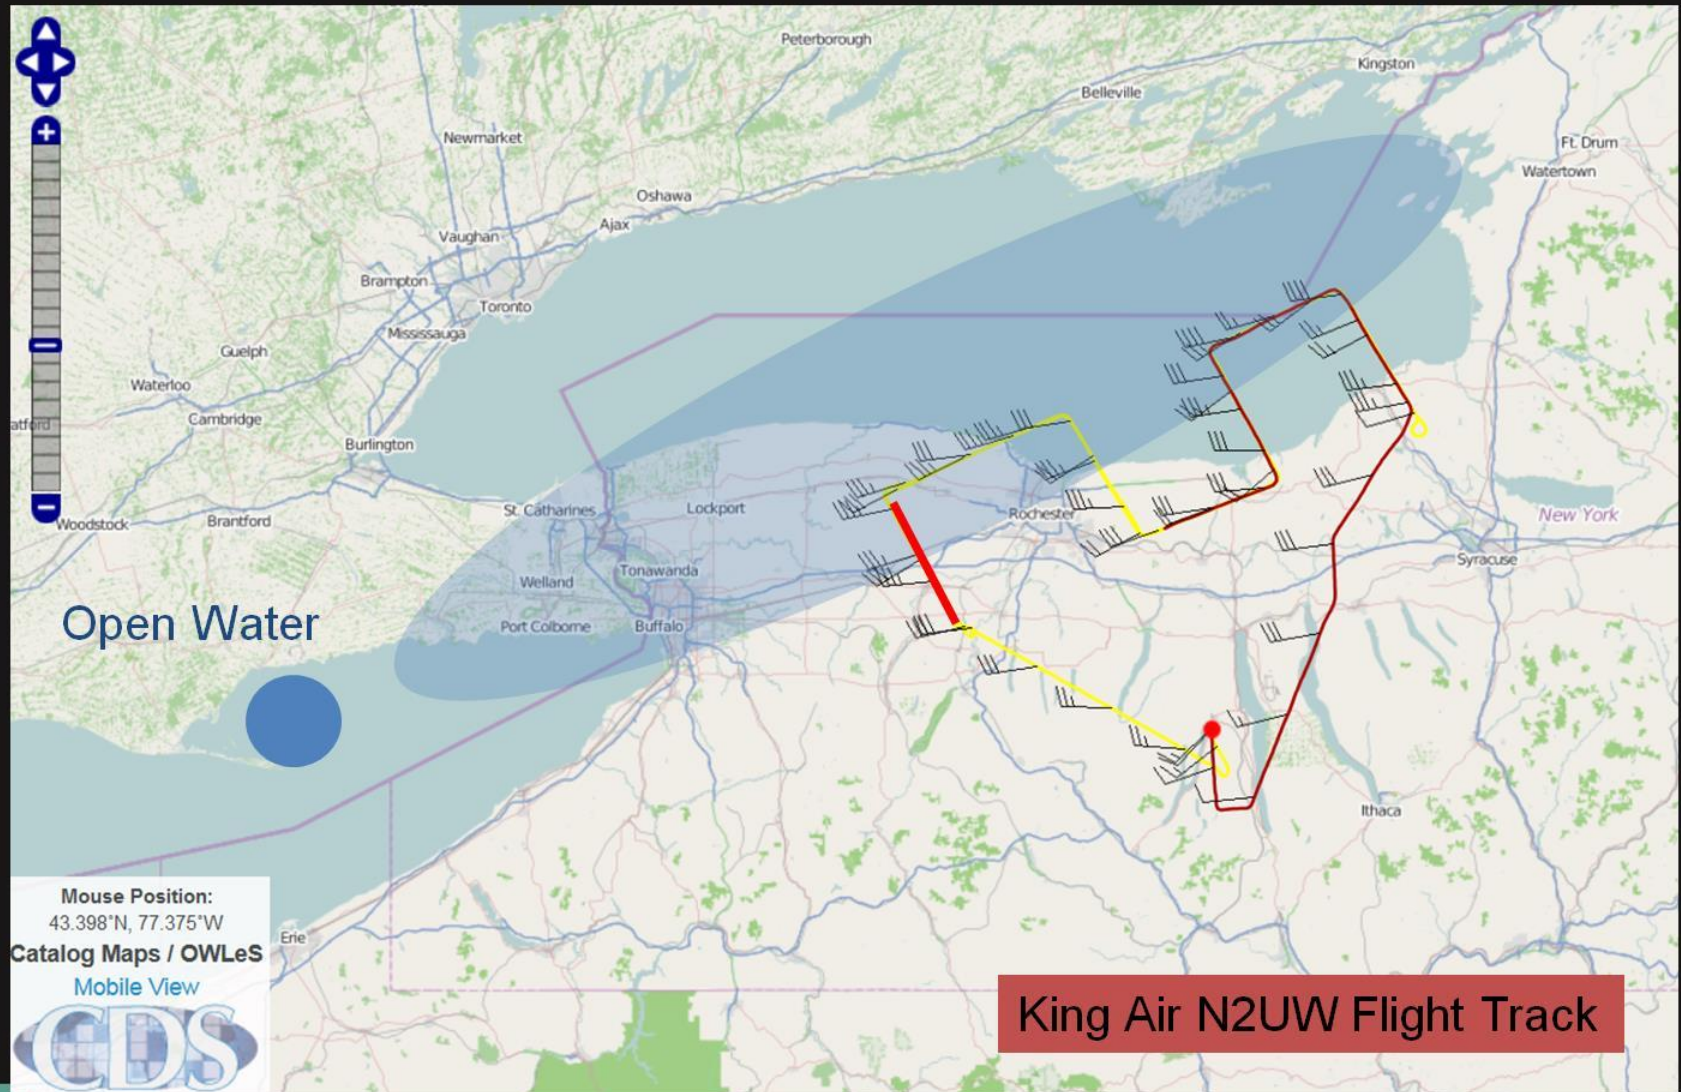 Peterborough
Kingston
Belleville
Newmarket
Ft. Drum
Watertown
Oshawa
Ajax
Vaughan
Brampton
Toronto
Mississauga
Guelph
Waterloo
Cambridge
atford
Burlington
St. Catharines
Lockport
Woodstock
Brantford
Rochester
New York
Syracuse
Welland
Tonawanda
Open Water
Port Colborne
Buffalo
Ithaca
Erie
Mouse Position:
43.398°N, 77.375°W
Catalog Maps / OWLeS
Mobile View
CDS
King Air N2UW Flight Track